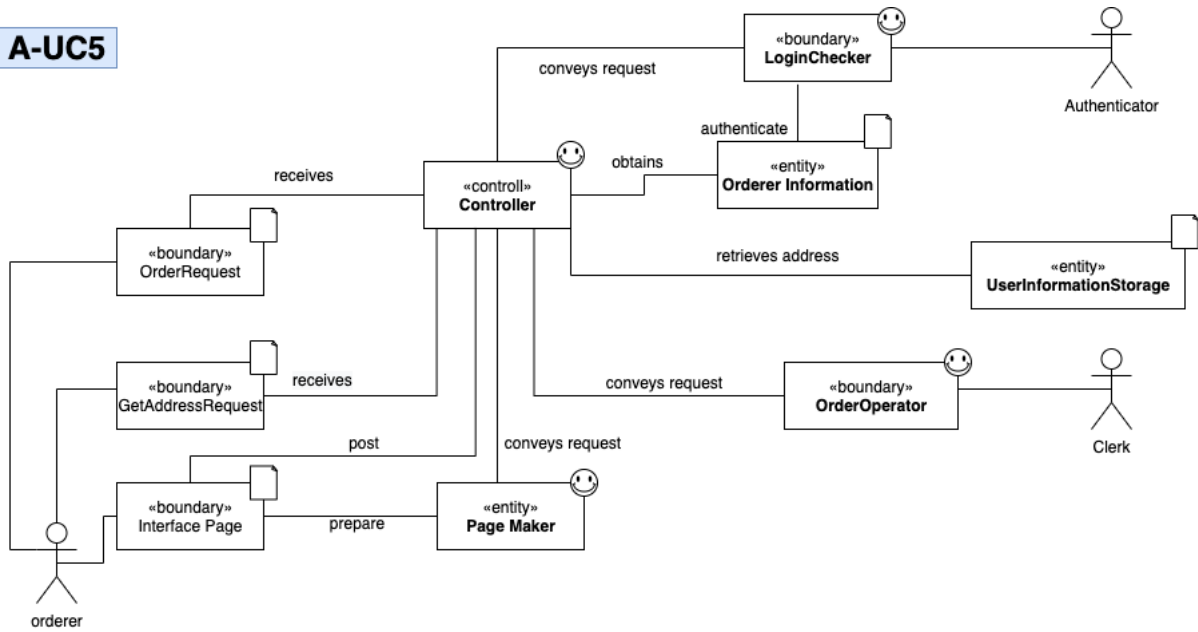 A-UC5
«boundary»
LoginChecker
conveys request
Authenticator
authenticate
«entity»
Orderer Information
obtains
«controll»
Controller
receives
«boundary»
OrderRequest
retrieves address
«entity»
UserInformationStorage
«boundary»
GetAddressRequest
receives
conveys request
«boundary»
OrderOperator
Clerk
post
conveys request
«boundary»
Interface Page
prepare
«entity»
Page Maker
orderer